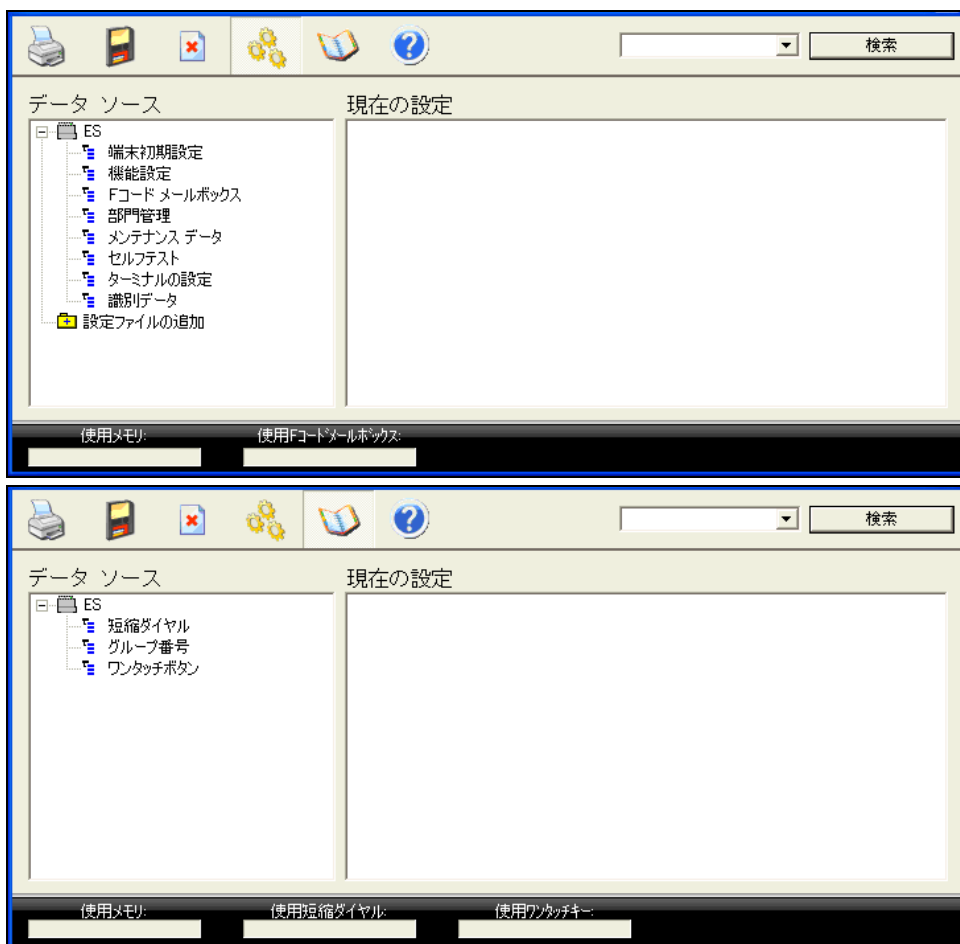 検索
データ ソース
現在の設定
ES
端末初期設定
機能設定
Fコード メールボックス
部門管理
メンテナンス データ
セルフテスト
ターミナルの設定
識別データ
設定ファイルの追加
使用メモリ:
使用Fコードメールボックス:
検索
データ ソース
現在の設定
ES
短縮ダイヤル
グループ番号
ワンタッチボタン
使用メモリ:
使用短縮ダイヤル:
使用ワンタッチキー: